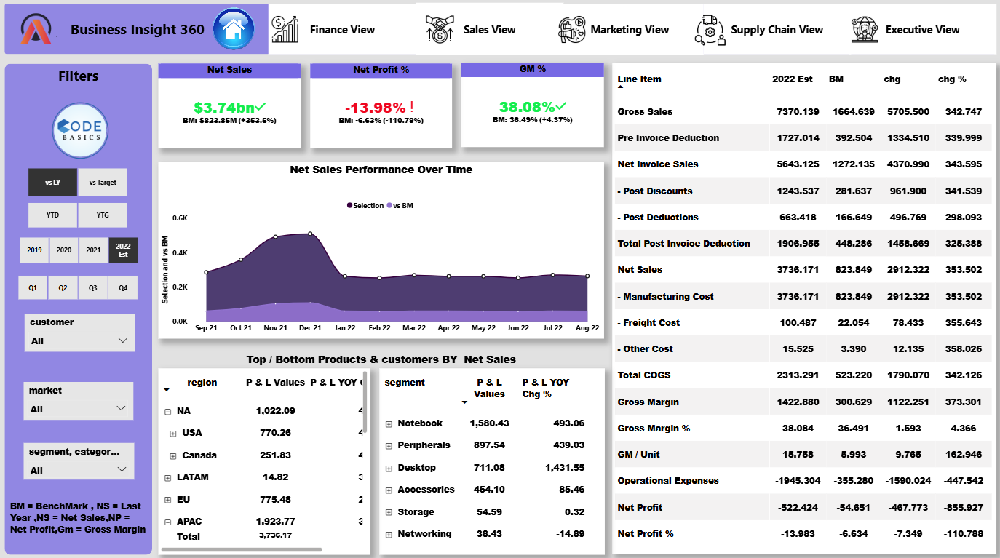 Business Insight 360
Finance View
Sales View
Marketing View
Supply Chain View
Executive View
Filters
CODE
BASICS
vs LY
vs Target
YTD
YTG
2019
2020
2021
2022
Est
Q1
Q2
Q3
Q4
customer
All
market
All
segment, categor...
All
BM = BenchMark , NS = Last
Year ,NS = Net Sales,NP =
Net Profit,Gm = Gross Margin
Net Sales
$3.74bn
BM: $823.85M (+353.5%)
Net Profit %
-13.98% !
BM: -6.63% (-110.79%)
GM %
38.08%
BM: 36.49% (+4.37%)
Net Sales Performance Over Time
Selection vs BM
Selection and vs BM
0.6K
0.4K
0.2K
0.0K
Sep 21 Oct 21 Nov 21 Dec 21 Jan 22 Feb 22 Mar 22 Apr 22 May 22 Jun 22 Jul 22 Aug 22
Top / Bottom Products & customers BY Net Sales
region P & L Values P & L YOY
NA 1,022.09 4
USA 770.26 4
Canada 251.83 4
LATAM 14.82 3
EU 775.48 2
APAC 1,923.77 3
Total 3,736.17
segment P & L Values P & L YOY Chg %
Notebook 1,580.43 493.06
Peripherals 897.54 439.03
Desktop 711.08 1,431.55
Accessories 454.10 85.46
Storage 54.59 0.32
Networking 38.43 -14.89
Line Item 2022 Est BM chg chg %
Gross Sales 7370.139 1664.639 5705.500 342.747
Pre Invoice Deduction 1727.014 392.504 1334.510 339.999
Net Invoice Sales 5643.125 1272.135 4370.990 343.595
- Post Discounts 1243.537 281.637 961.900 341.539
- Post Deductions 663.418 166.649 496.769 298.093
Total Post Invoice Deduction 1906.955 448.286 1458.669 325.388
Net Sales 3736.171 823.849 2912.322 353.502
- Manufacturing Cost 3736.171 823.849 2912.322 353.502
- Freight Cost 100.487 22.054 78.433 355.643
- Other Cost 15.525 3.390 12.135 358.026
Total COGS 2313.291 523.220 1790.070 342.126
Gross Margin 1422.880 300.629 1122.251 373.301
Gross Margin % 38.084 36.491 1.593 4.366
GM / Unit 15.758 5.993 9.765 162.946
Operational Expenses -1945.304 -355.280 -1590.024 -447.542
Net Profit -522.424 -54.651 -467.773 -855.927
Net Profit % -13.983 -6.634 -7.349 -110.788